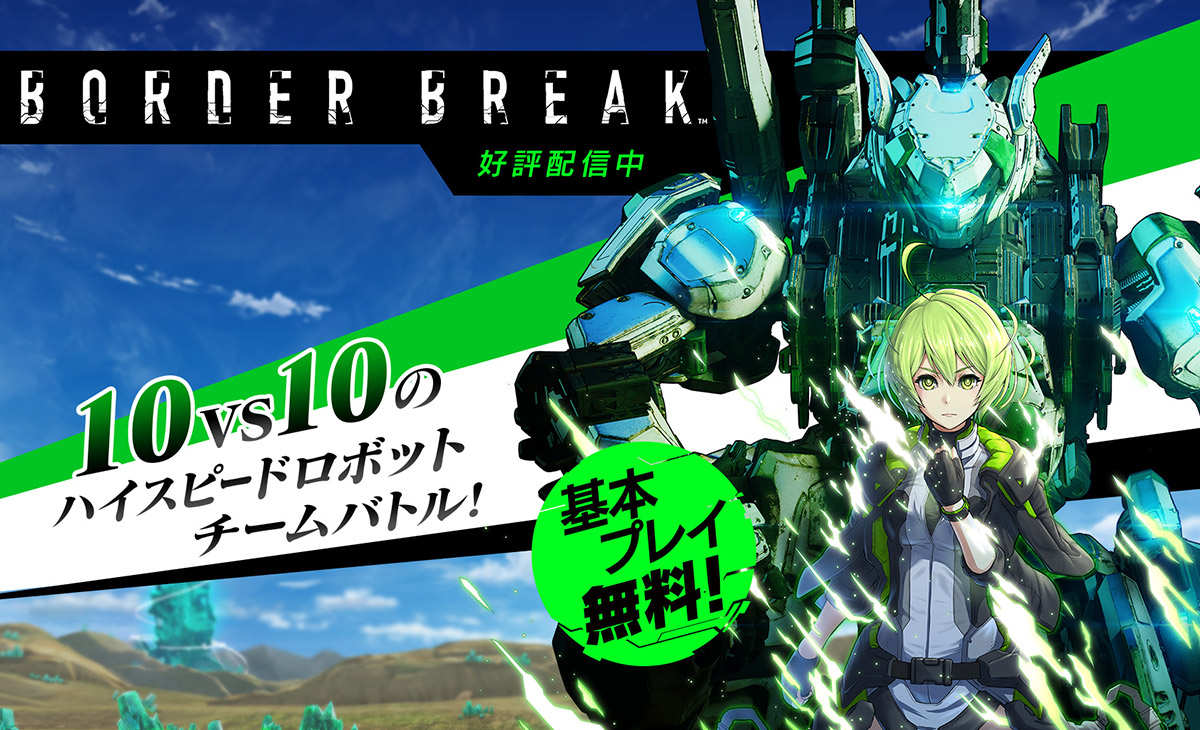 BORDER BREAK™
好評配信中
10vs10の
ハイスピードロボット
チームバトル!
基本
プレイ
無料!